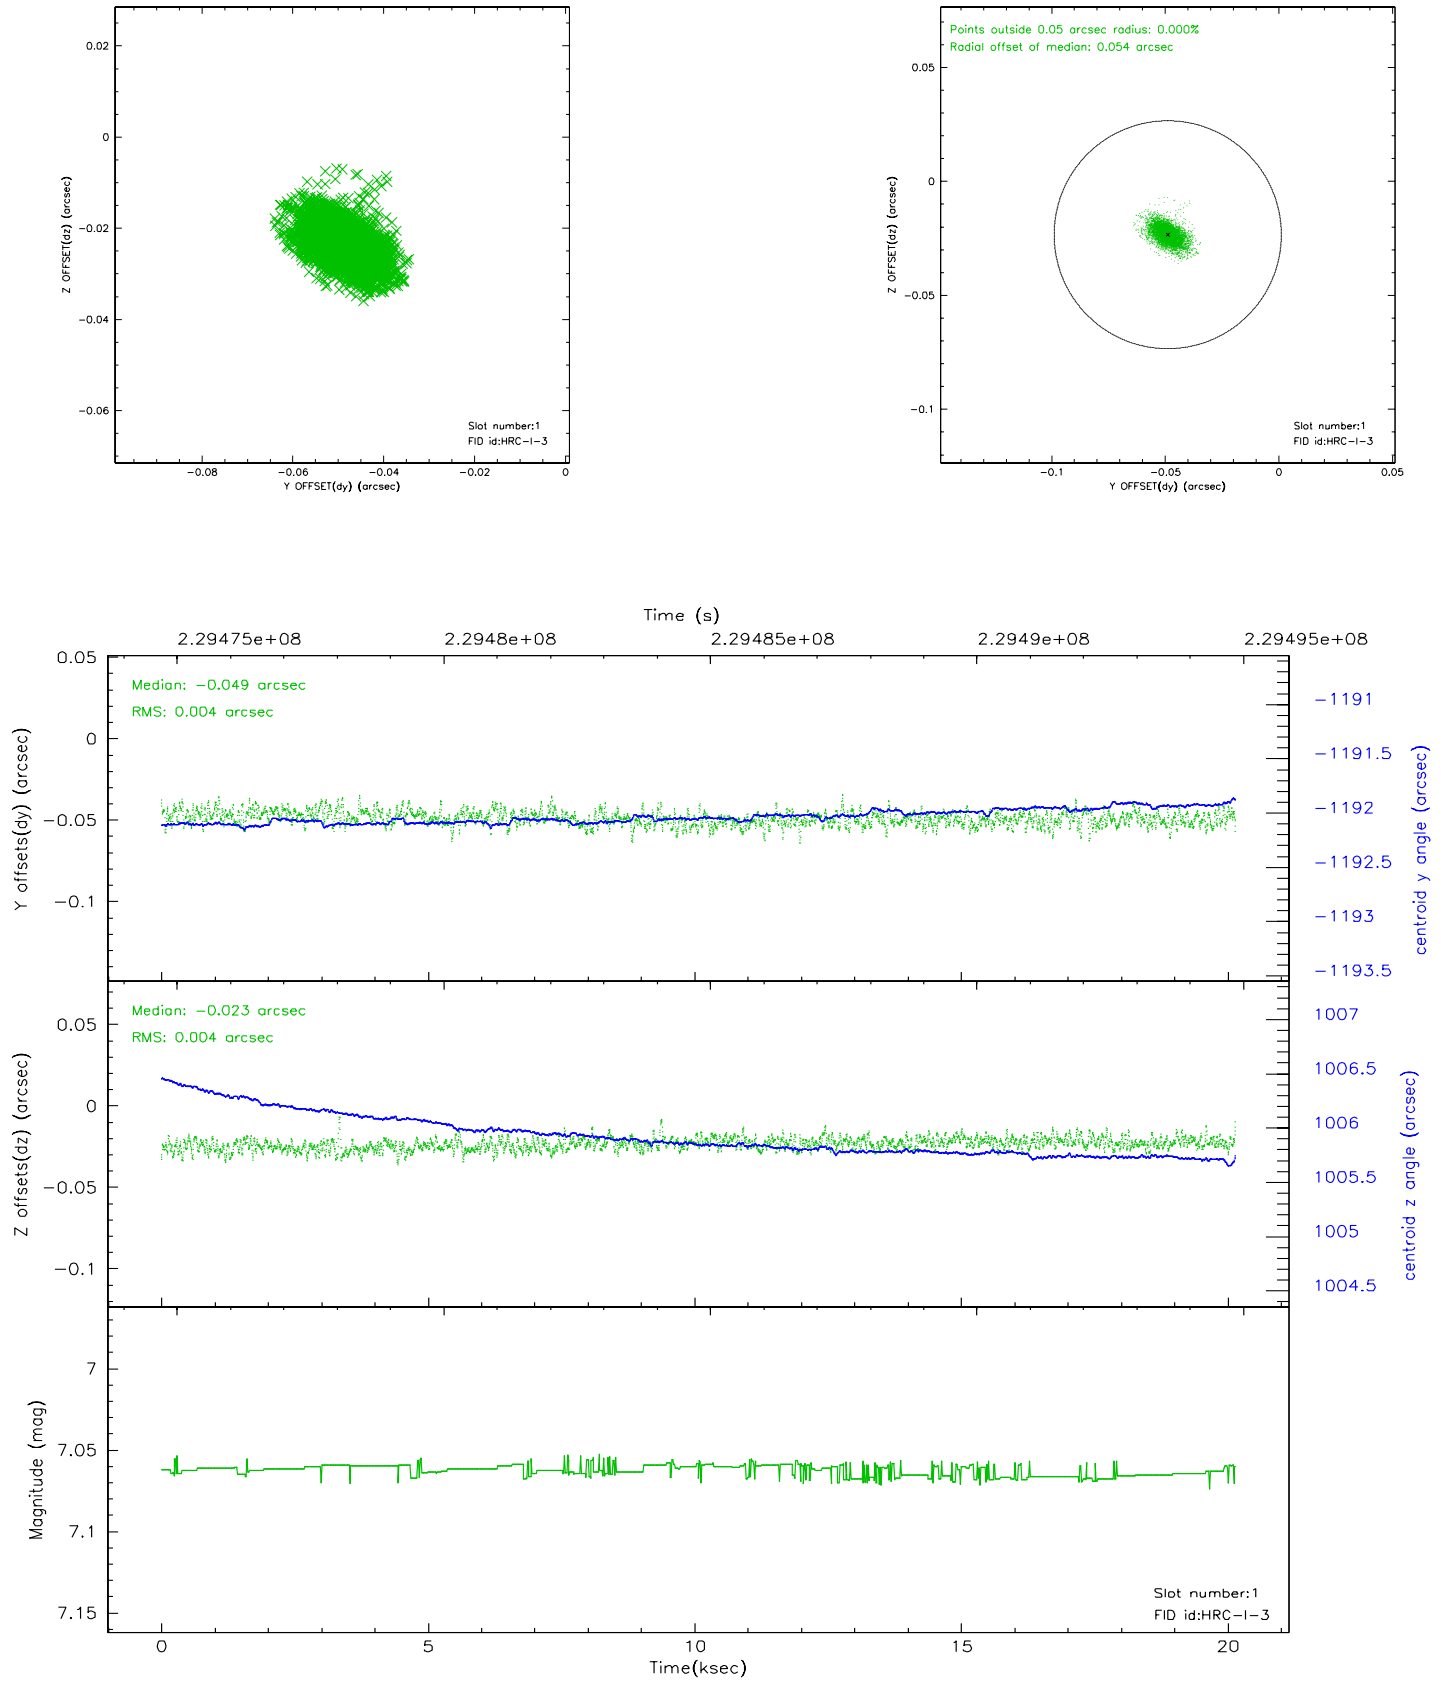 0.02
0
-0.02
-0.04
-0.06
Z OFFSET(dz) (arcsec)
Slot number:1
FID id:HRC-I-3
-0.08
-0.06
-0.04
-0.02
0
Y OFFSET(dy) (arcsec)
Points outside 0.05 arcsec radius: 0.000%
Radial offset of median: 0.054 arcsec
0.05
0
-0.05
-0.1
Z OFFSET(dz) (arcsec)
Slot number:1
FID id:HRC-I-3
-0.1
-0.05
0
0.05
Y OFFSET(dy) (arcsec)
Time (s)
2.29475e+08
2.2948e+08
2.29485e+08
2.2949e+08
2.29495e+08
0.05
0
-0.05
-0.1
Y offsets(dy) (arcsec)
Median: -0.049 arcsec
RMS: 0.004 arcsec
-1191
-1191.5
-1192
-1192.5
-1193
-1193.5
centroid y angle (arcsec)
0.05
0
-0.05
-0.1
Z offsets(dz) (arcsec)
Median: -0.023 arcsec
RMS: 0.004 arcsec
1007
1006.5
1006
1005.5
1005
1004.5
centroid z angle (arcsec)
7
7.05
7.1
7.15
Magnitude (mag)
Slot number:1
FID id:HRC-I-3
0
5
10
15
20
Time(ksec)